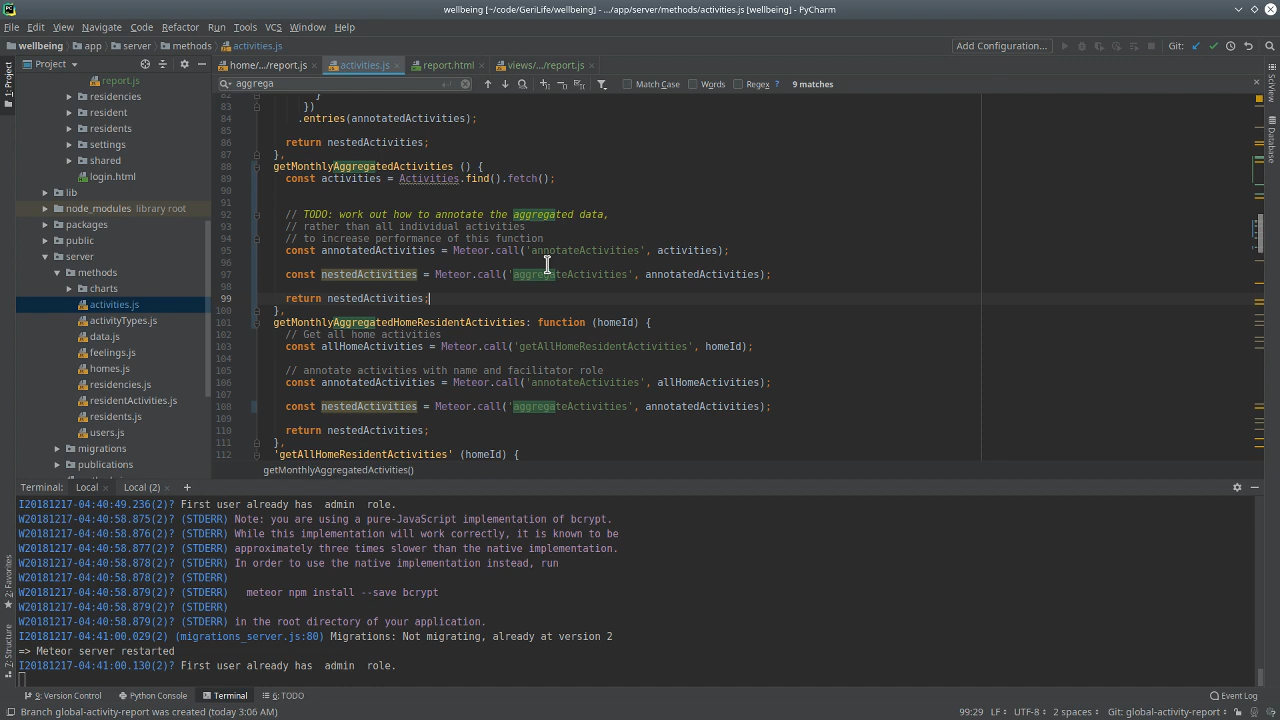 wellbeing [~/code/GeriLife/wellbeing] - .../app/server/methods/activities.js [wellbeing] - PyCharm
File Edit View Navigate Code Refactor Run Tools VCS Window Help
wellbeing app server methods activities.js Add Configuration... Git:
1: Project
Project
home/.../report.js activities.js report.html views/.../report.js
aggrega Match Case Words Regex ? 9 matches
report.js
residencies
resident
residents
settings
shared
login.html
lib
node_modules library root
packages
public
server
methods
charts
activities.js
activityTypes.js
data.js
feelings.js
homes.js
residencies.js
residentActivities.js
residents.js
users.js
migrations
publications
82 }
83 })
84 .entries(annotatedActivities);
85
86 return nestedActivities;
87 },
88 getMonthlyAggregatedActivities () {
89 const activities = Activities.find().fetch();
90
91
92 // TODO: work out how to annotate the aggregated data,
93 // rather than all individual activities
94 // to increase performance of this function
95 const annotatedActivities = Meteor.call('annotateActivities', activities);
96
97 const nestedActivities = Meteor.call('aggregateActivities', annotatedActivities);
98
99 return nestedActivities;
100 },
101 getMonthlyAggregatedHomeResidentActivities: function (homeId) {
102 // Get all home activities
103 const allHomeActivities = Meteor.call('getAllHomeResidentActivities', homeId);
104
105 // annotate activities with name and facilitator role
106 const annotatedActivities = Meteor.call('annotateActivities', allHomeActivities);
107
108 const nestedActivities = Meteor.call('aggregateActivities', annotatedActivities);
109
110 return nestedActivities;
111 },
112 'getAllHomeResidentActivities' (homeId) {
getMonthlyAggregatedActivities()
SciView
Database
Terminal: Local Local (2) +
I20181217-04:40:49.236(2)? First user already has admin role.
W20181217-04:40:58.875(2)? (STDERR) Note: you are using a pure-JavaScript implementation of bcrypt.
W20181217-04:40:58.876(2)? (STDERR) While this implementation will work correctly, it is known to be
W20181217-04:40:58.877(2)? (STDERR) approximately three times slower than the native implementation.
W20181217-04:40:58.878(2)? (STDERR) In order to use the native implementation instead, run
W20181217-04:40:58.878(2)? (STDERR)
W20181217-04:40:58.879(2)? (STDERR) meteor npm install --save bcrypt
W20181217-04:40:58.879(2)? (STDERR)
W20181217-04:40:58.879(2)? (STDERR) in the root directory of your application.
I20181217-04:41:00.029(2) (migrations_server.js:80) Migrations: Not migrating, already at version 2
=> Meteor server restarted
I20181217-04:41:00.130(2)? First user already has admin role.
2: Favorites
7: Structure
9: Version Control Python Console Terminal 6: TODO Event Log
Branch global-activity-report was created (today 3:06 AM) 99:29 LF UTF-8 2 spaces Git: global-activity-report